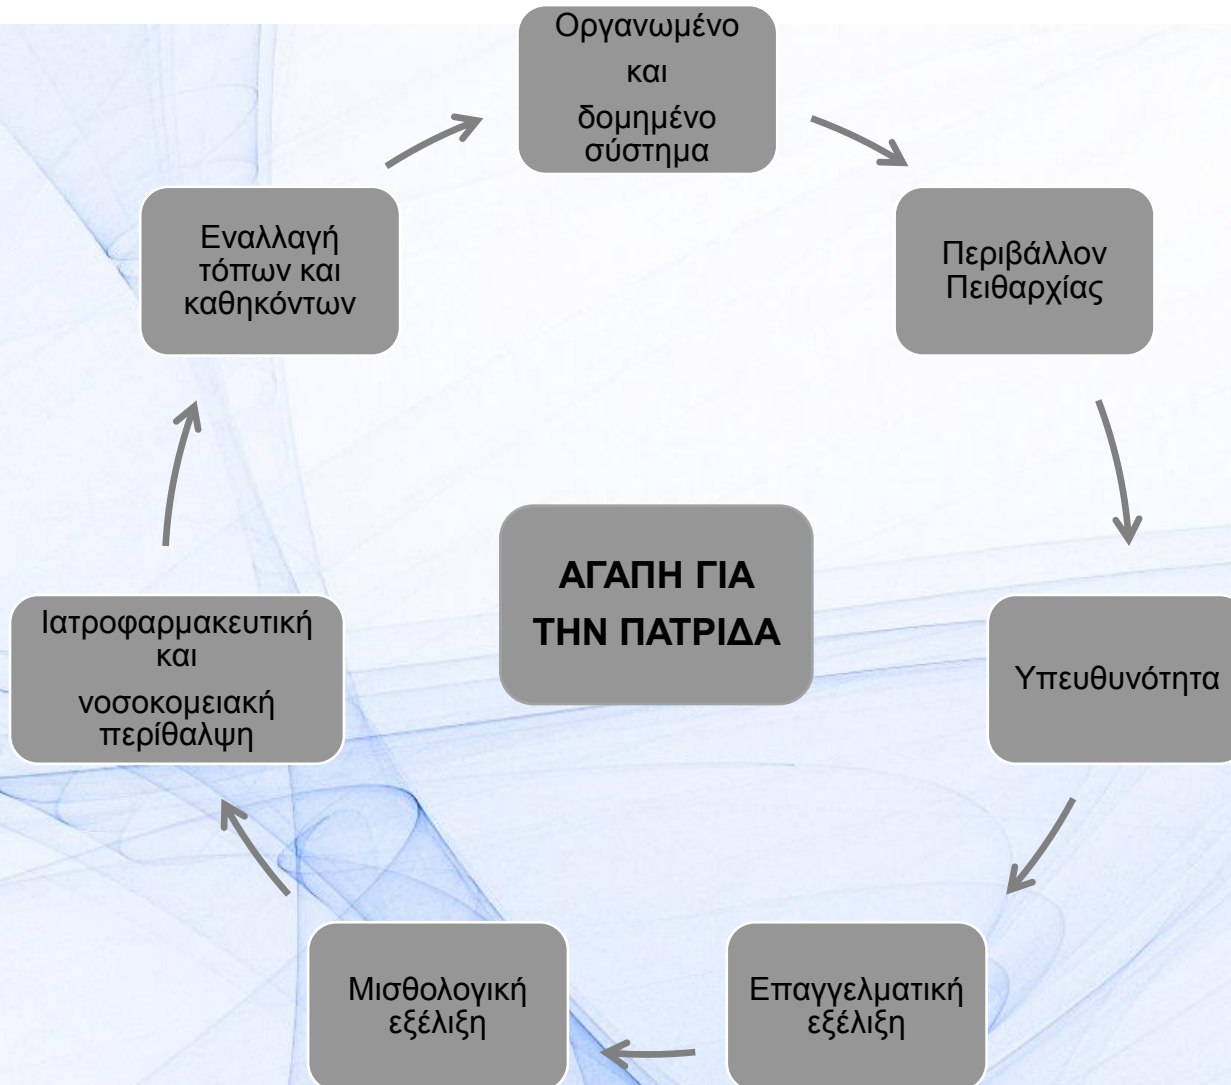 Οργανωμένο
και
δομημένο
σύστημα
Περιβάλλον
Πειθαρχίας
Υπευθυνότητα
Επαγγελματική
εξέλιξη
Μισθολογική
εξέλιξη
Ιατροφαρμακευτική
και
νοσοκομειακή
περίθαλψη
Εναλλαγή
τόπων και
καθηκόντων
ΑΓΑΠΗ ΓΙΑ
ΤΗΝ ΠΑΤΡΙΔΑ